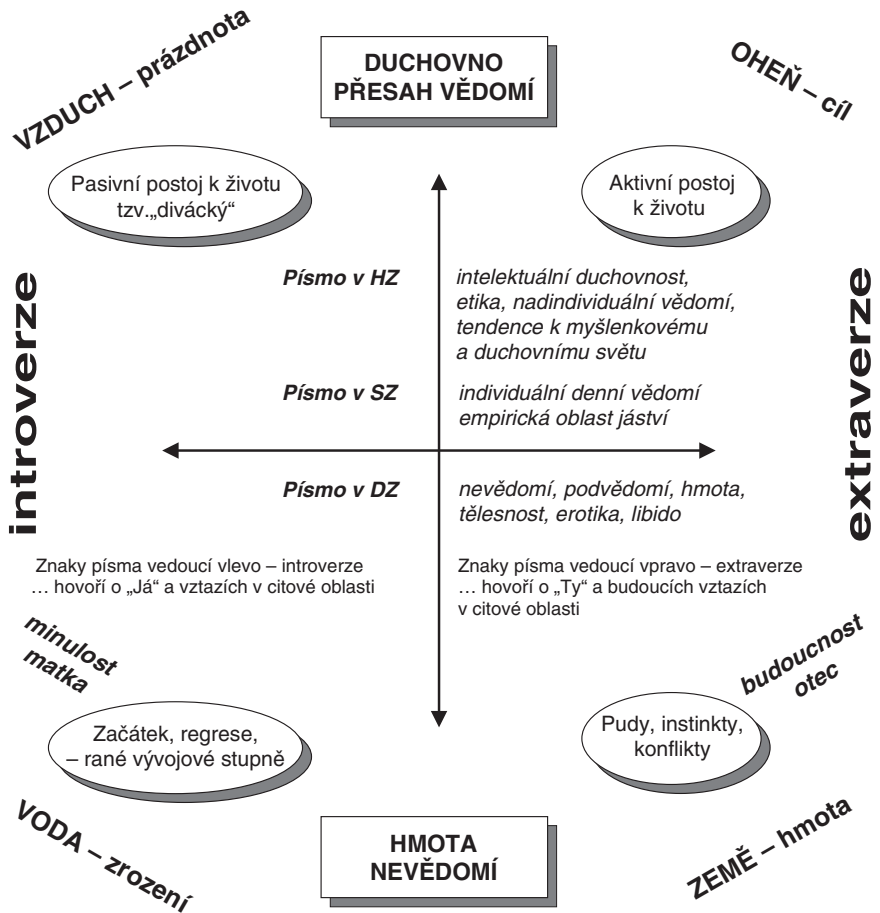 VZDUCH – prázdnota
DUCHOVNO
PŘESAH VĚDOMÍ
OHEŇ – cíl
Pasivní postoj k životu
tzv.„divácký“
Aktivní postoj
k životu
introverze
extraverze
Písmo v HZ
intelektuální duchovnost,
etika, nadindividuální vědomí,
tendence k myšlenkovému
a duchovnímu světu
Písmo v SZ
individuální denní vědomí
empirická oblast jáství
Písmo v DZ
nevědomí, podvědomí, hmota,
tělesnost, erotika, libido
Znaky písma vedoucí vlevo – introverze
… hovoří o „Já“ a vztazích v citové oblasti
Znaky písma vedoucí vpravo – extraverze
… hovoří o „Ty“ a budoucích vztazích
v citové oblasti
minulost
matka
budoucnost
otec
Začátek, regrese,
– rané vývojové stupně
Pudy, instinkty,
konflikty
VODA – zrození
HMOTA
NEVĚDOMÍ
ZEMĚ – hmota